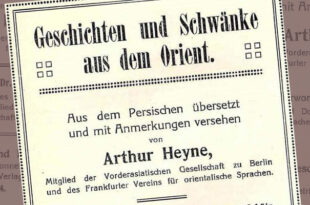 Geschichten und Schwänke
aus dem Orient.
Aus dem Persischen übersetzt
und mit Anmerkungen versehen
von
Arthur Heyne,
Mitglied der Vorderasiatischen Gesellschaft zu Berlin
und des Frankfurter Vereins für orientalische Sprachen.